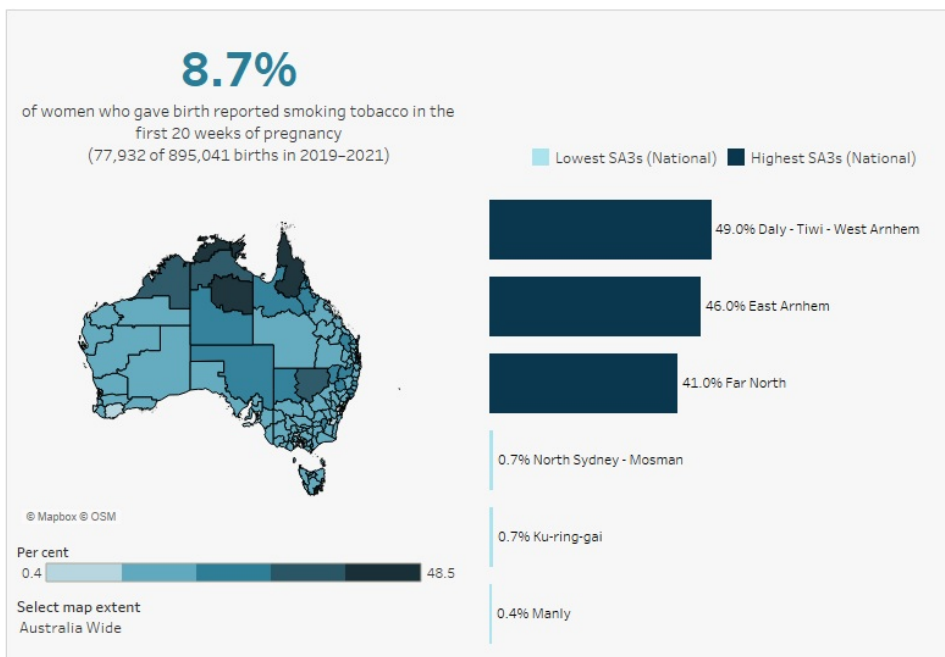 8.7%
of women who gave birth reported smoking tobacco in the
first 20 weeks of pregnancy
(77,932 of 895,041 births in 2019–2021)
Lowest SA3s (National) Highest SA3s (National)
49.0% Daly - Tiwi - West Arnhem
46.0% East Arnhem
41.0% Far North
0.7% North Sydney - Mosman
0.7% Ku-ring-gai
0.4% Manly
© Mapbox © OSM
Per cent
0.4 48.5
Select map extent
Australia Wide